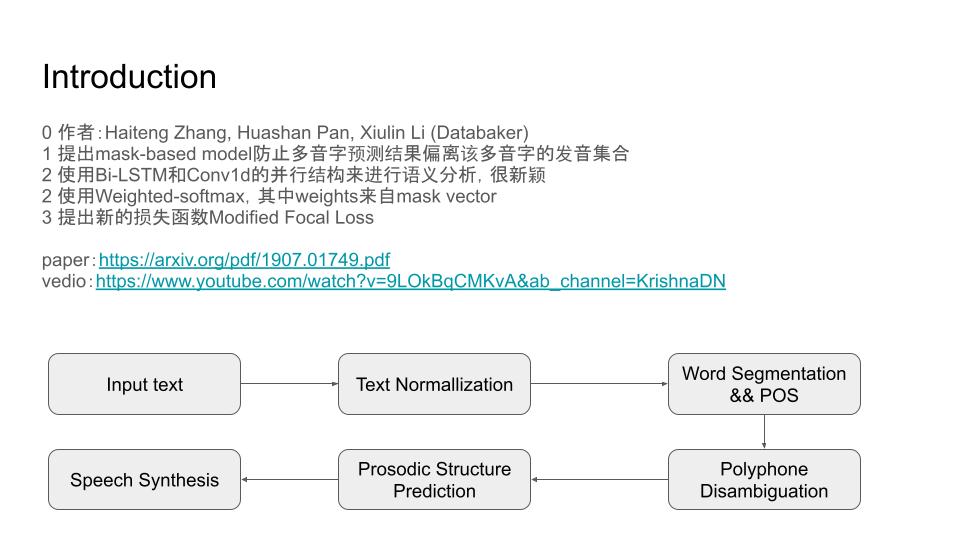 Introduction
0 作者：Haiteng Zhang, Huashan Pan, Xiulin Li (Databaker)
1 提出mask-based model防止多音字预测结果偏离该多音字的发音集合
2 使用Bi-LSTM和Conv1d的并行结构来进行语义分析，很新颖
2 使用Weighted-softmax，其中weights来自mask vector
3 提出新的损失函数Modified Focal Loss
paper：https://arxiv.org/pdf/1907.01749.pdf
vedio：https://www.youtube.com/watch?v=9LOkBqCMKvA&ab_channel=KrishnaDN
Input text
Text Normallization
Word Segmentation
&& POS
Speech Synthesis
Prosodic Structure
Prediction
Polyphone
Disambiguation